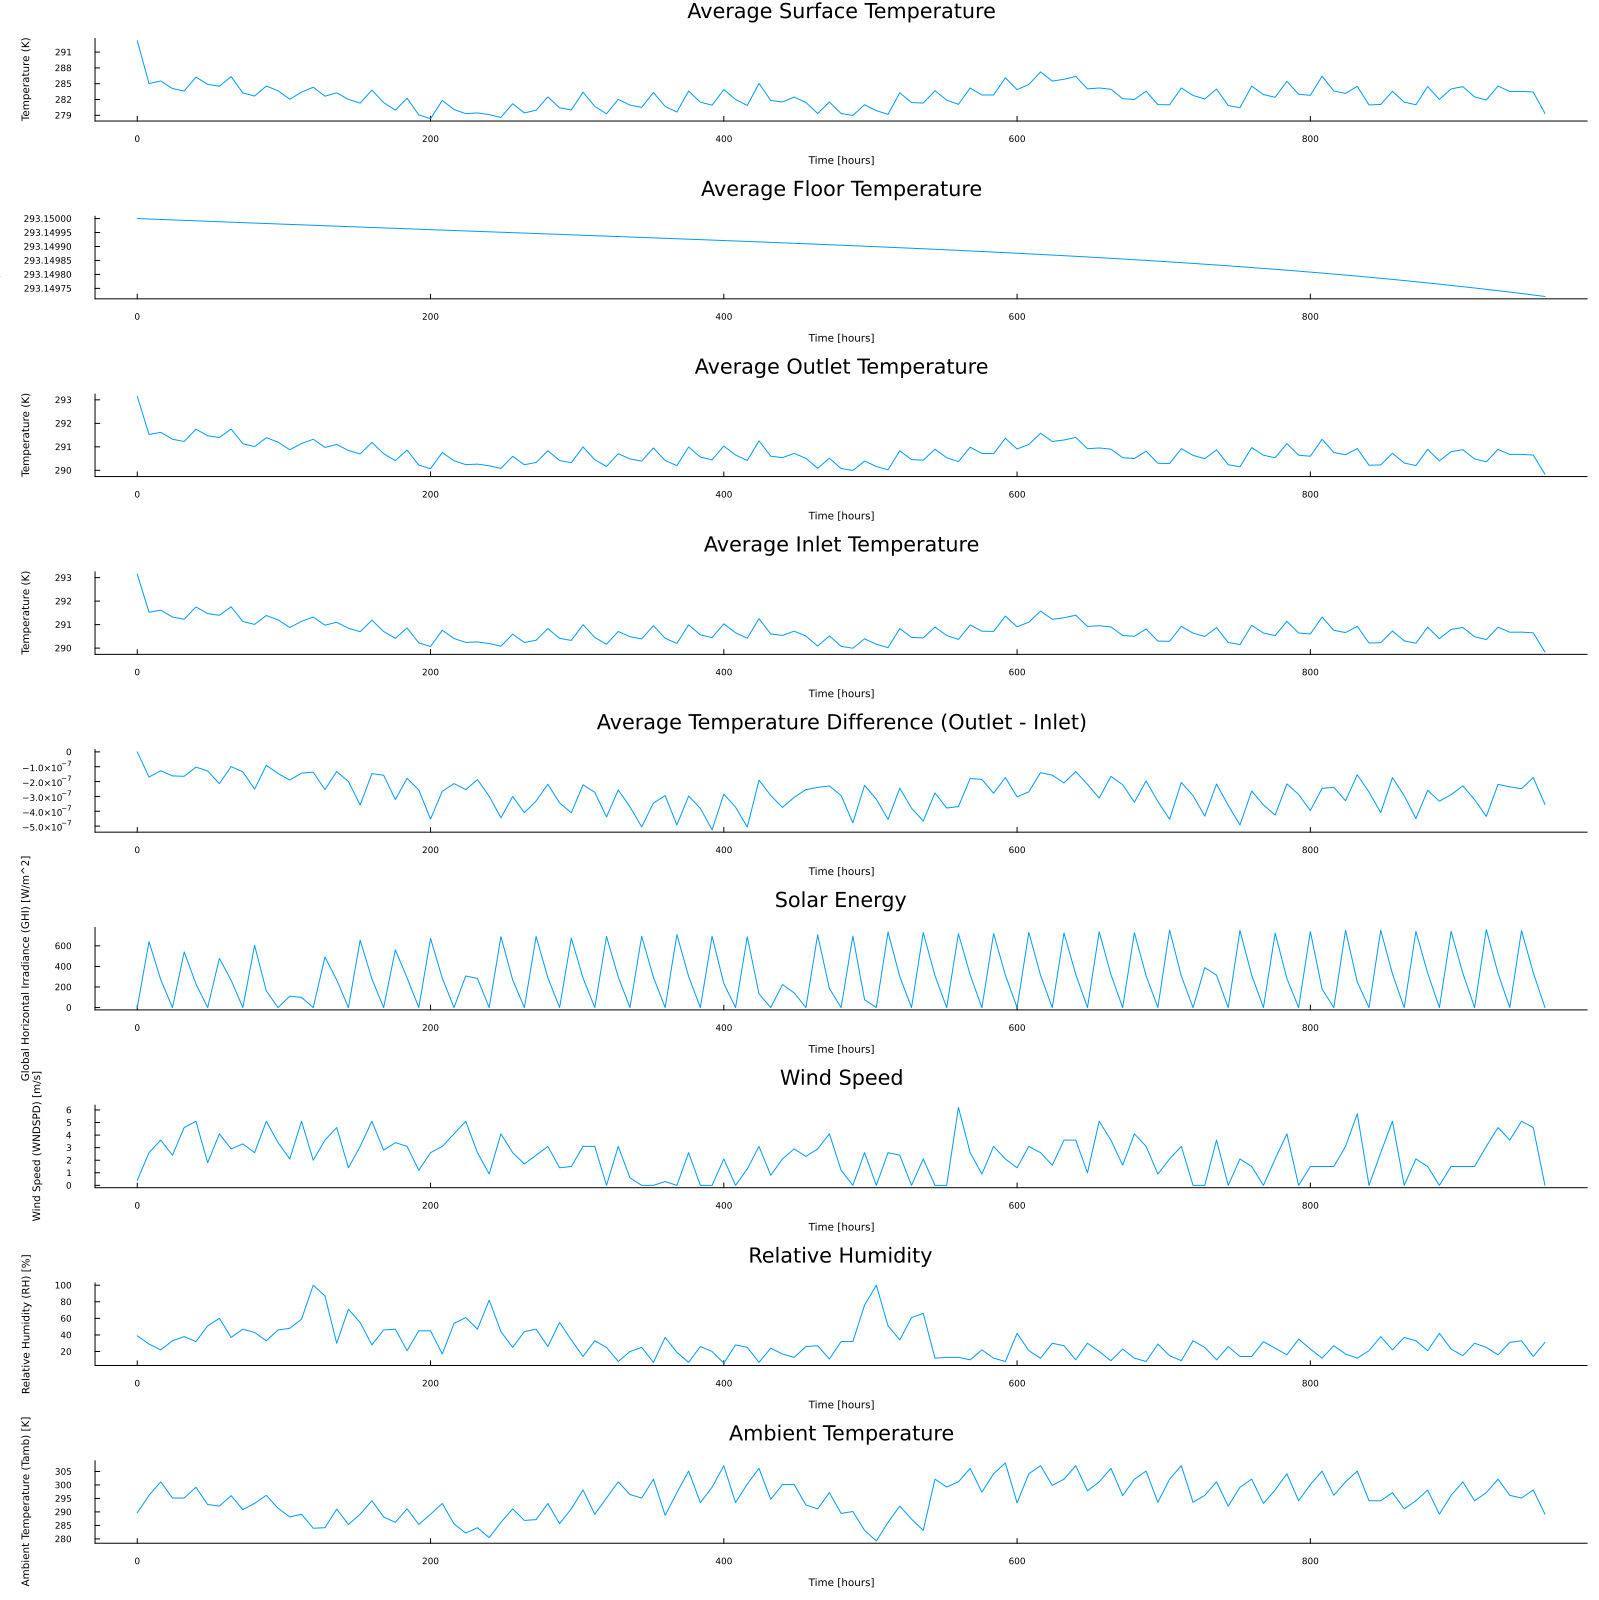 Average Surface Temperature
Temperature (K)
291
288
285
282
279
0 200 400 600 800
Time [hours]
Average Floor Temperature
293.15000
293.14995
293.14990
293.14985
293.14980
293.14975
0 200 400 600 800
Time [hours]
Average Outlet Temperature
Temperature (K)
293
292
291
290
0 200 400 600 800
Time [hours]
Average Inlet Temperature
Temperature (K)
293
292
291
290
0 200 400 600 800
Time [hours]
Average Temperature Difference (Outlet - Inlet)
0
−1.0×10⁻⁷
−2.0×10⁻⁷
−3.0×10⁻⁷
−4.0×10⁻⁷
−5.0×10⁻⁷
0 200 400 600 800
Time [hours]
Solar Energy
Global Horizontal Irradiance (GHI) [W/m^2]
600
400
200
0
0 200 400 600 800
Time [hours]
Wind Speed
Wind Speed (WNDSPD) [m/s]
6
5
4
3
2
1
0
0 200 400 600 800
Time [hours]
Relative Humidity
Relative Humidity (RH) [%]
100
80
60
40
20
0 200 400 600 800
Time [hours]
Ambient Temperature
Ambient Temperature (Tamb) [K]
305
300
295
290
285
280
0 200 400 600 800
Time [hours]